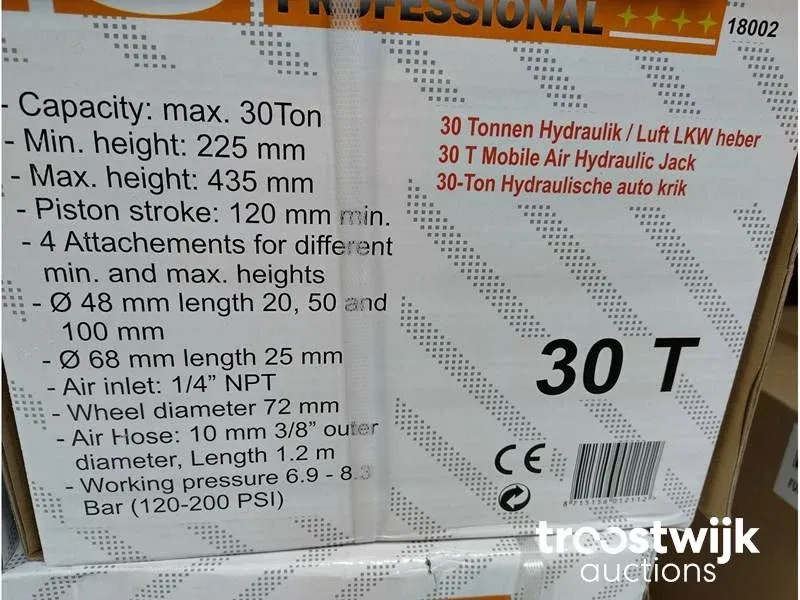 PROFESSIONAL
18002
- Capacity: max. 30Ton
- Min. height: 225 mm
- Max. height: 435 mm
- Piston stroke: 120 mm min.
- 4 Attachements for different
min. and max. heights
- Ø 48 mm length 20, 50 and
100 mm
- Ø 68 mm length 25 mm
- Air inlet: 1/4” NPT
- Wheel diameter 72 mm
- Air Hose: 10 mm 3/8” outer
diameter, Length 1.2 m
- Working pressure 6.9 - 8.3
Bar (120-200 PSI)
30 Tonnen Hydraulik / Luft LKW heber
30 T Mobile Air Hydraulic Jack
30-Ton Hydraulische auto krik
30 T
CE
troostwijk
auctions